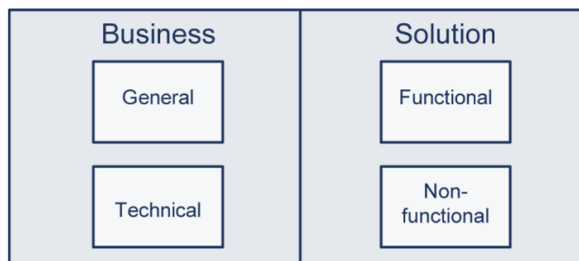 Business
General
Technical
Solution
Functional
Non-
functional